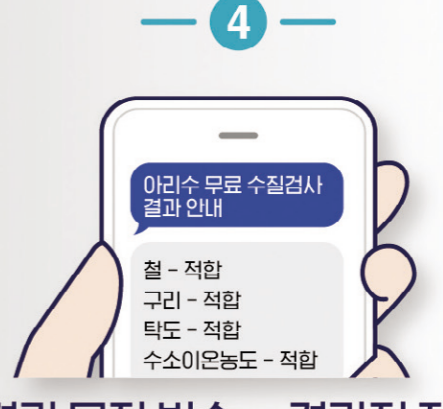 4
아리수 무료 수질검사
결과 안내
철 - 적합
구리 - 적합
탁도 - 적합
수소이온농도 - 적합